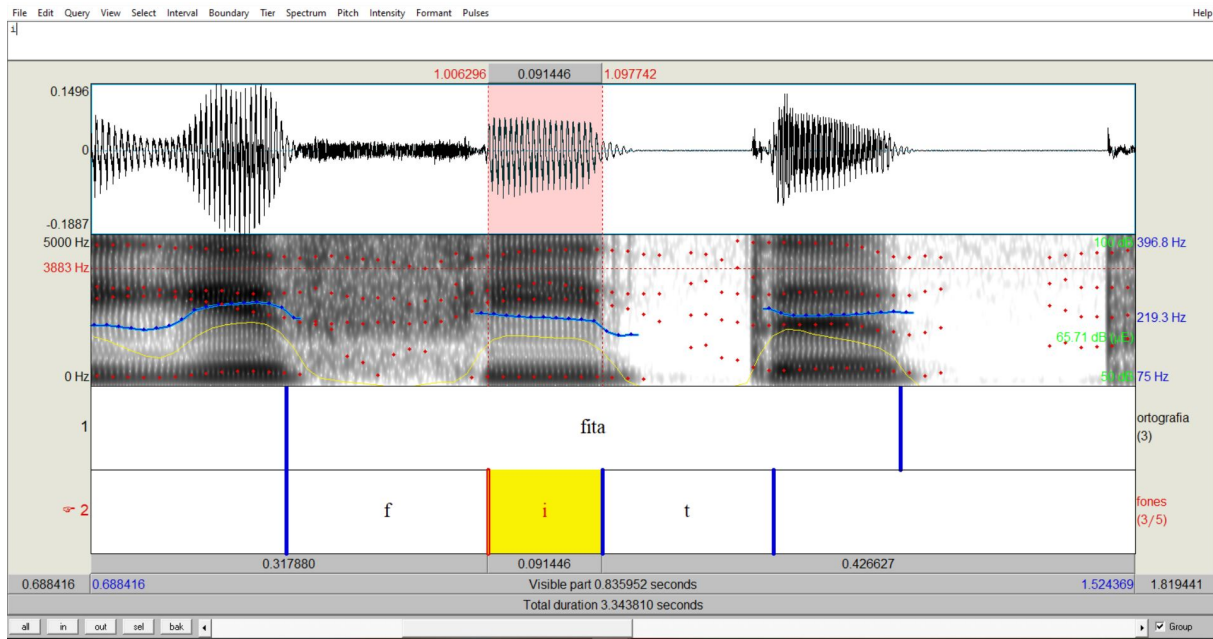 File Edit Query View Select Interval Boundary Tier Spectrum Pitch Intensity Formant Pulses Help
i
1.006296 0.091446 1.097742
0.1496
0
-0.1887
5000 Hz 396.8 Hz
3883 Hz
219.3 Hz
65.71 dB (µE)
0 Hz 75 Hz
1 fita ortografia
(3)
2 f i t fones
(3/5)
0.317880 0.091446 0.426627
0.688416 0.688416 Visible part 0.835952 seconds 1.524369 1.819441
Total duration 3.343810 seconds
all in out sel bak Group